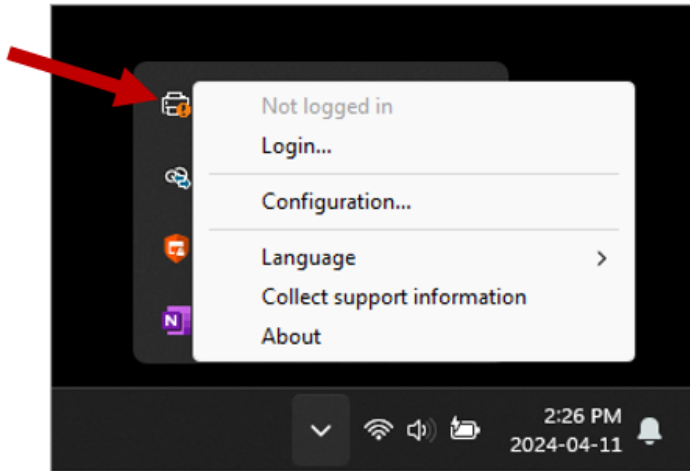 Not logged in
Login...
Configuration...
Language
Collect support information
About
N
2:26 PM
2024-04-11